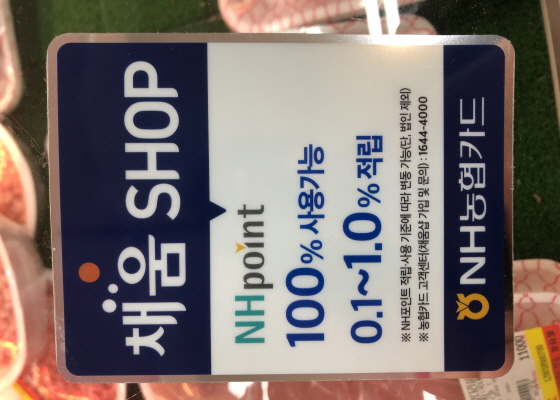 채움 SHOP
NHpoint
100% 사용가능
0.1~1.0% 적립
※ NH포인트 적립·사용 기준에 따라 변동 가능(단, 법인 제외)
※ 농협카드 고객센터(채움샵 가입 및 문의) : 1644-4000
NH농협카드
11000